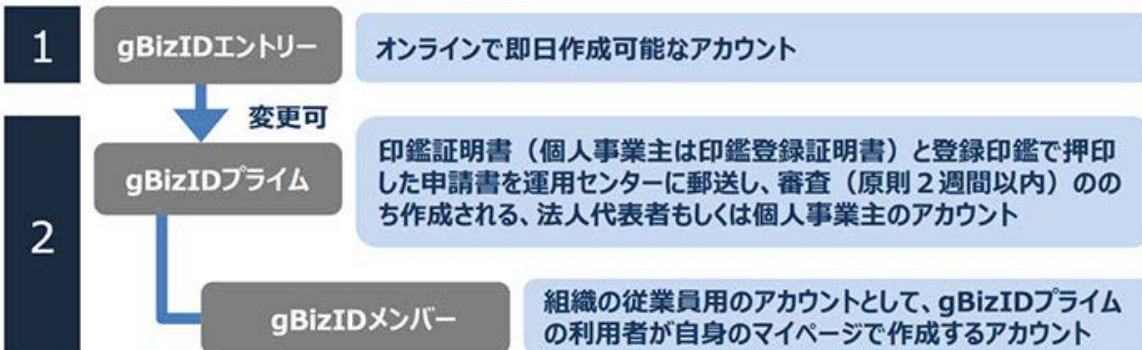 1
gBizIDエントリー
オンラインで即日作成可能なアカウント
変更可
2
gBizIDプライム
印鑑証明書（個人事業主は印鑑登録証明書）と登録印鑑で押印
した申請書を運用センターに郵送し、審査（原則２週間以内）のの
ち作成される、法人代表者もしくは個人事業主のアカウント
gBizIDメンバー
組織の従業員用のアカウントとして、gBizIDプライム
の利用者が自身のマイページで作成するアカウント